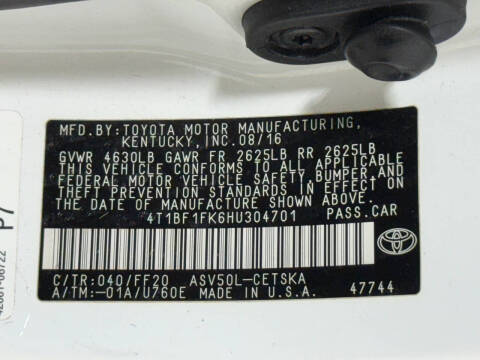 MFD.BY:TOYOTA MOTOR MANUFACTURING,
KENTUCKY,INC.08/16
GVWR 4630LB GAWR FR 2625LB RR 2625LB
THIS VEHICLE CONFORMS TO ALL APPLICABLE
FEDERAL MOTOR VEHICLE SAFETY, BUMPER, AND
THEFT PREVENTION STANDARDS IN EFFECT ON
THE DATE OF MANUFACTURE SHOWN ABOVE.
4T1BF1FK6HU304701 PASS.CAR
C/TR:040/FF20 ASV50L-CETSKA
A/TM:-01A/U760E MADE IN U.S.A. 47744
P7